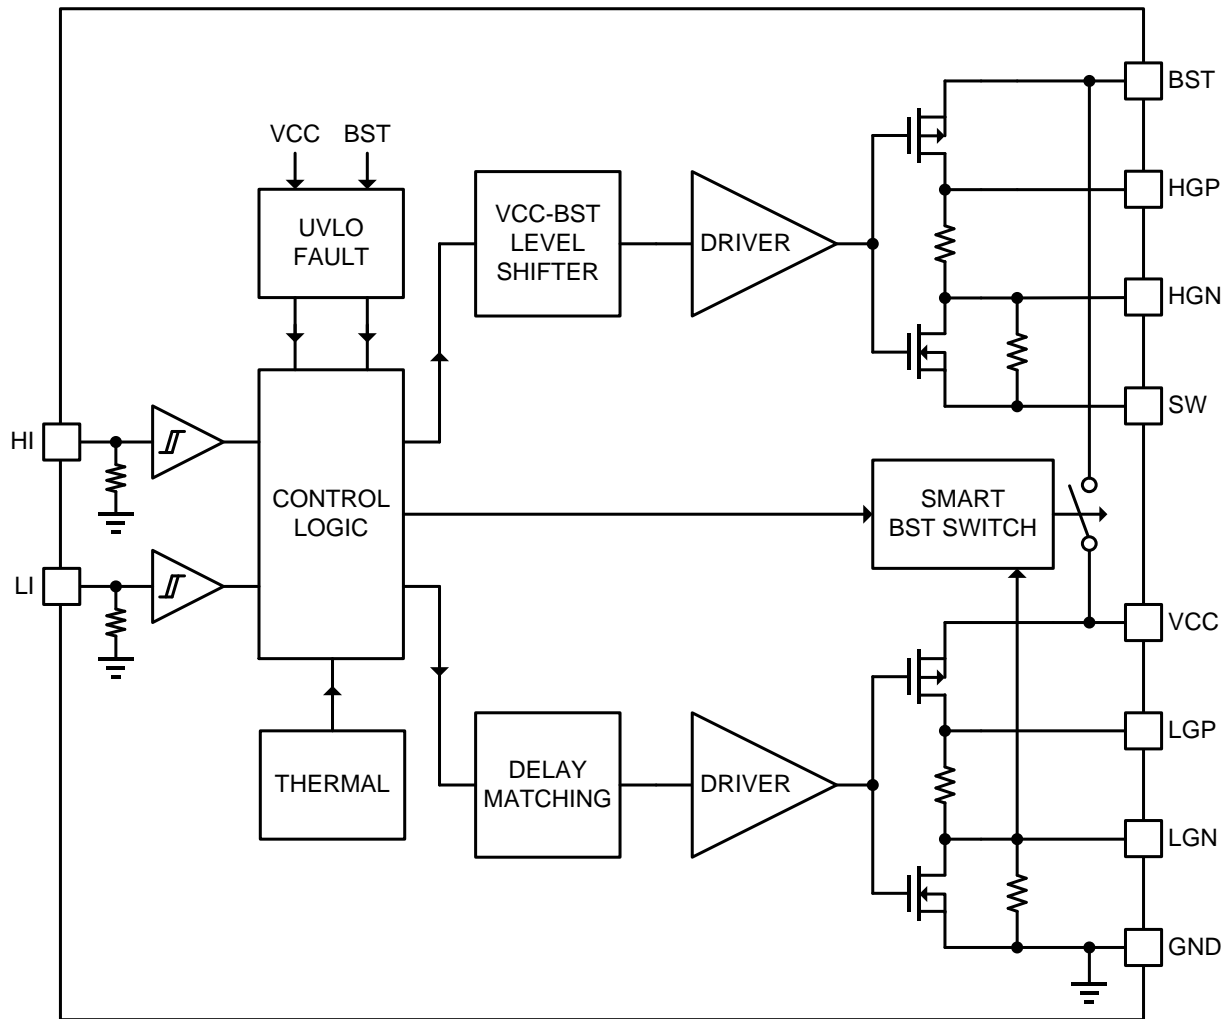 BST
VCC BST
HGP
UVLO
FAULT
VCC-BST
LEVEL
SHIFTER
DRIVER
HGN
SW
HI
CONTROL
LOGIC
SMART
BST SWITCH
LI
VCC
LGP
THERMAL
DELAY
MATCHING
DRIVER
LGN
GND